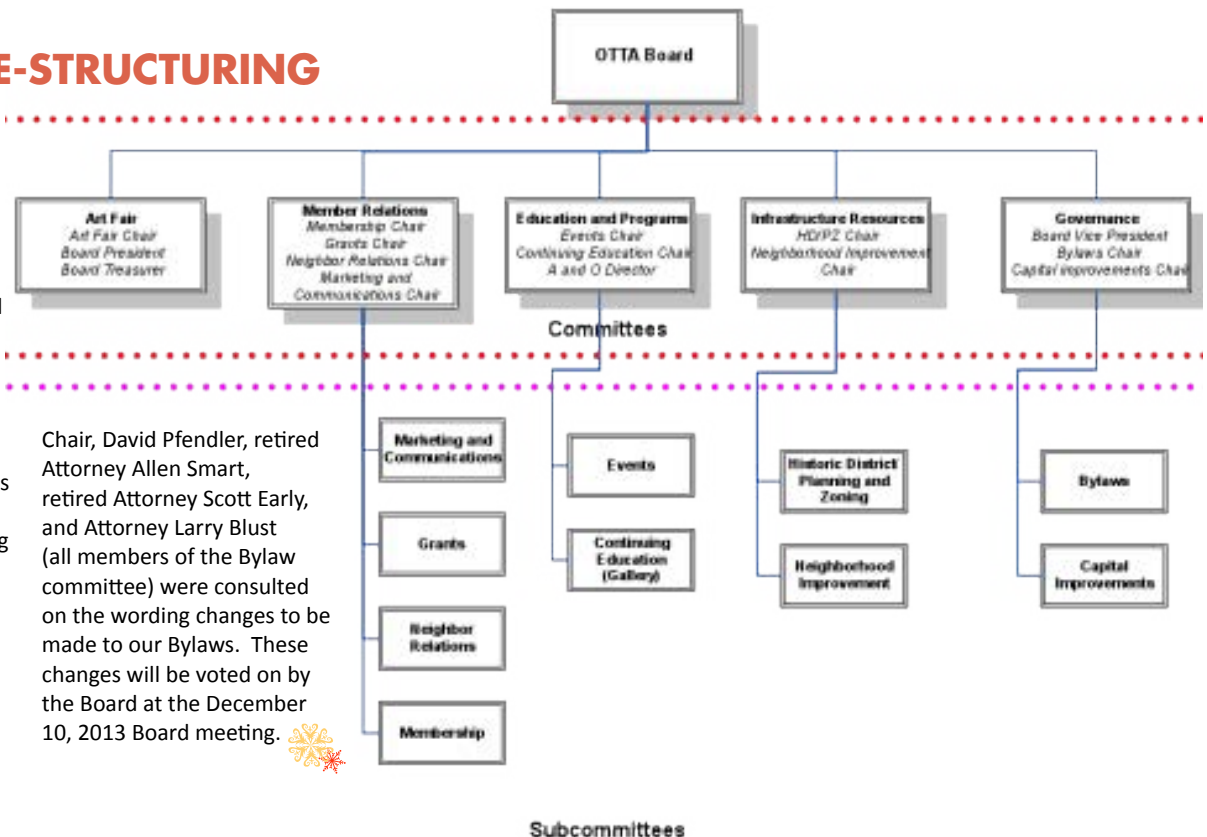 E-STRUCTURING
OTTA Board
Art Fair
Art Fair Chair
Board President
Board Treasurer
Member Relations
Membership Chair
Grants Chair
Neighbor Relations Chair
Marketing and
Communications Chair
Education and Programs
Events Chair
Continuing Education Chair
A and O Director
Infrastructure Resources
HD/PZ Chair
Neighborhood Improvement
Chair
Governance
Board Vice President
Bylaws Chair
Capital improvements Chair
Committees
Marketing and
Communications
Grants
Neighbor
Relations
Membership
Events
Continuing
Education
(Gallery)
Historic District/
Planning and
Zoning
Neighborhood
Improvement
Bylaws
Capital
Improvements
Subcommittees
s
g
Chair, David Pfendler, retired
Attorney Allen Smart,
retired Attorney Scott Early,
and Attorney Larry Blust
(all members of the Bylaw
committee) were consulted
on the wording changes to be
made to our Bylaws.  These
changes will be voted on by
the Board at the December
10, 2013 Board meeting.